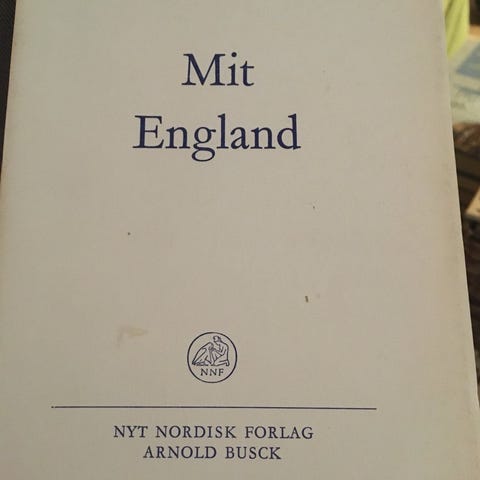 Mit
England
NNF
NYT NORDISK FORLAG
ARNOLD BUSCK